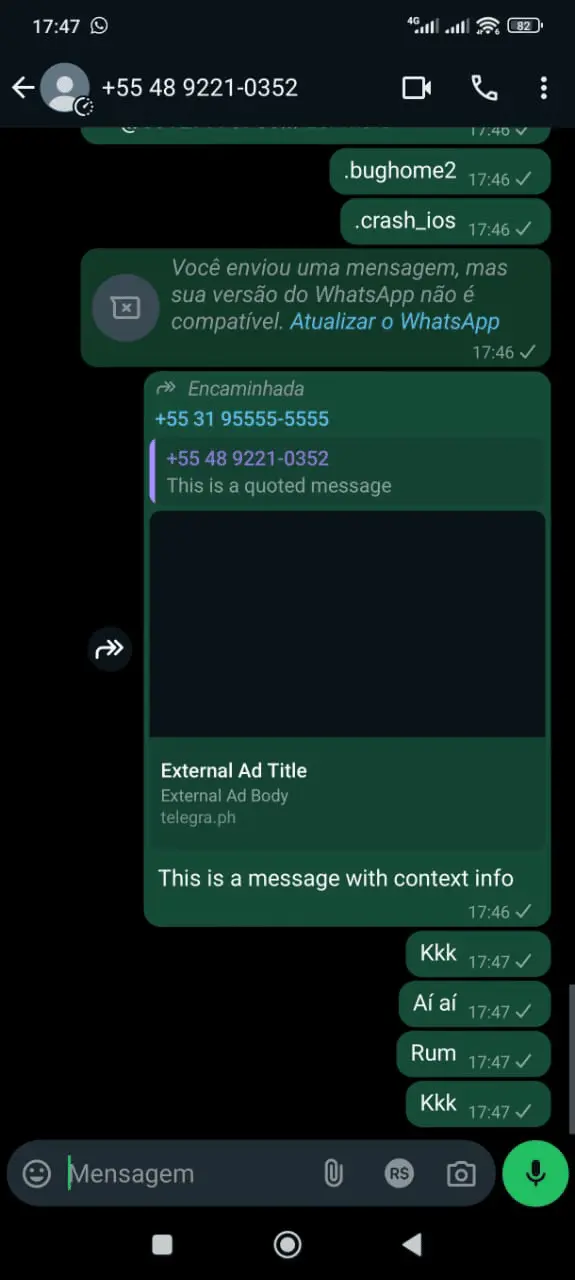 17:47
4G
82
+55 48 9221-0352
17:46
.bughome2 17:46
.crash_ios 17:46
Você enviou uma mensagem, mas
sua versão do WhatsApp não é
compatível. Atualizar o WhatsApp
17:46
Encaminhada
+55 31 95555-5555
+55 48 9221-0352
This is a quoted message
External Ad Title
External Ad Body
telegra.ph
This is a message with context info
17:46
Kkk 17:47
Aí aí 17:47
Rum 17:47
Kkk 17:47
Mensagem
R$